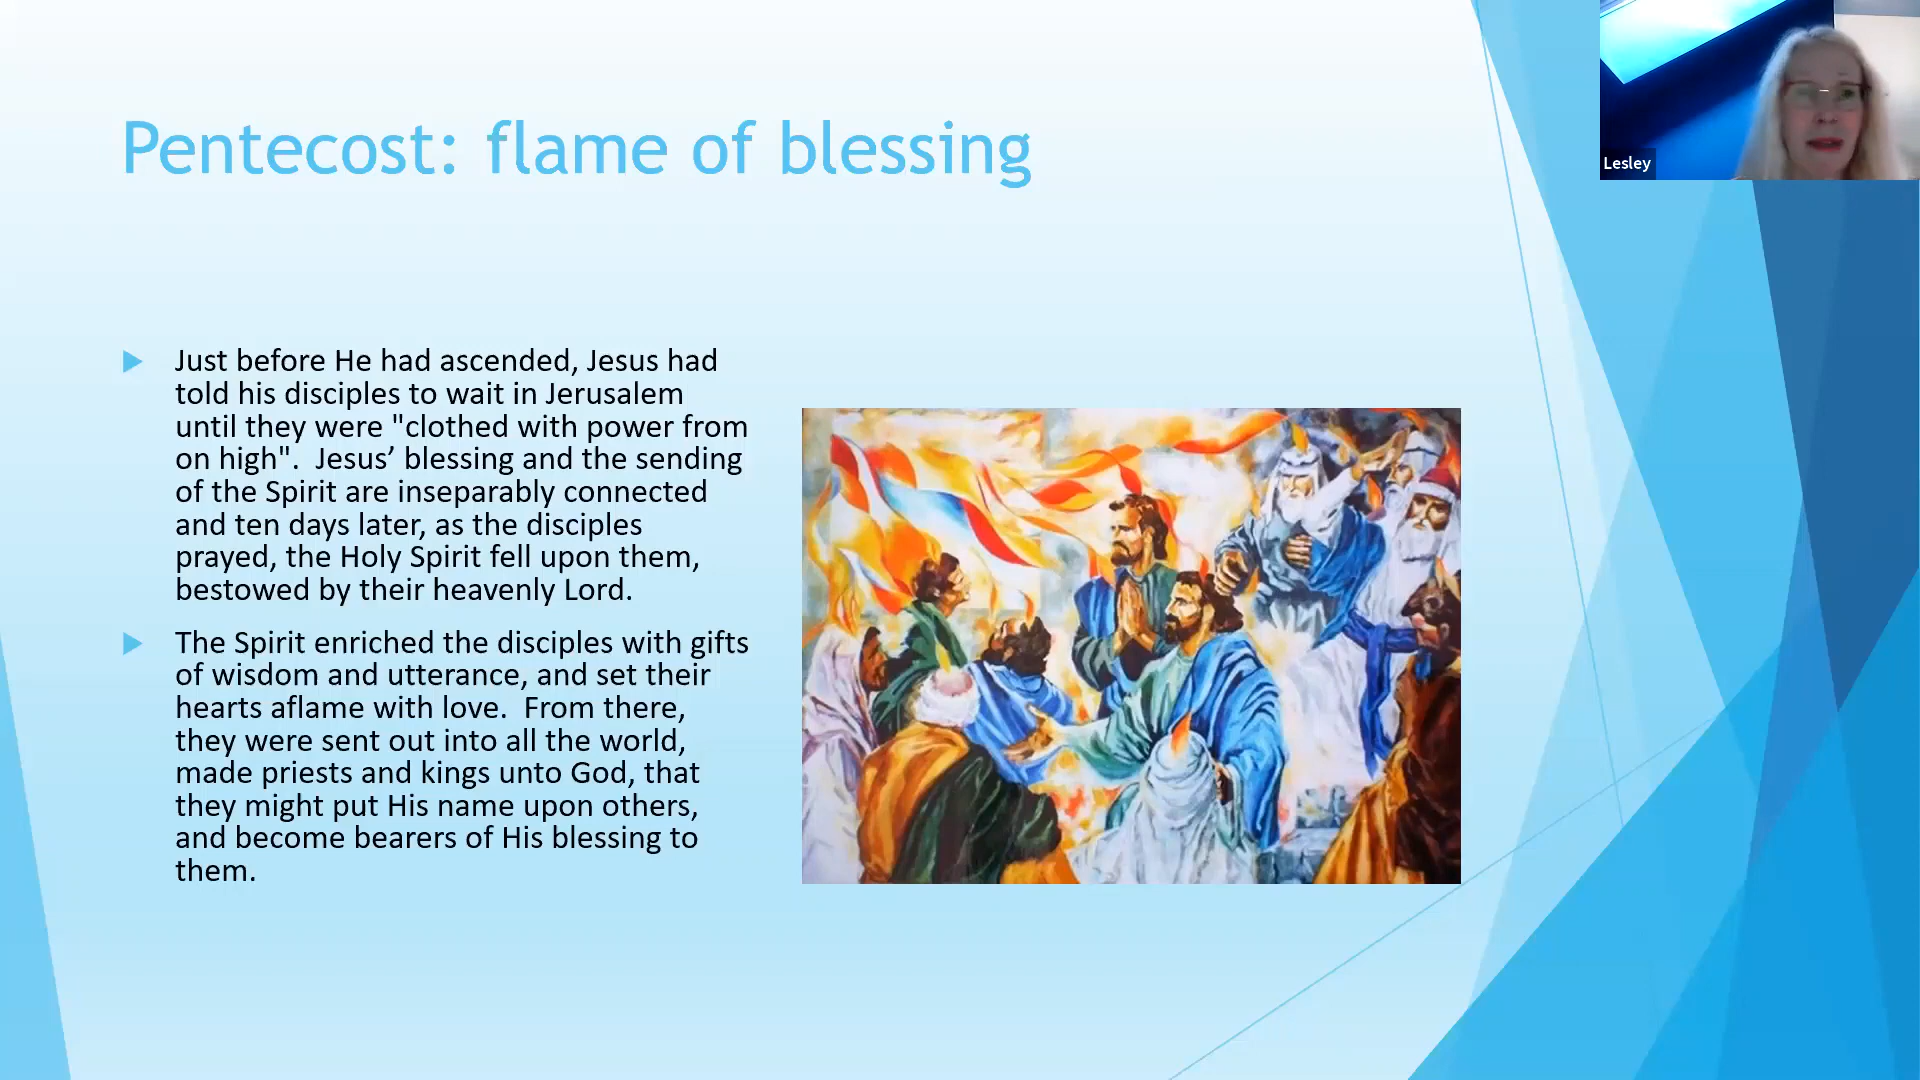 Pentecost: flame of blessing
Lesley
Just before He had ascended, Jesus had
told his disciples to wait in Jerusalem
until they were "clothed with power from
on high".  Jesus’ blessing and the sending
of the Spirit are inseparably connected
and ten days later, as the disciples
prayed, the Holy Spirit fell upon them,
bestowed by their heavenly Lord.
The Spirit enriched the disciples with gifts
of wisdom and utterance, and set their
hearts aflame with love.  From there,
they were sent out into all the world,
made priests and kings unto God, that
they might put His name upon others,
and become bearers of His blessing to
them.